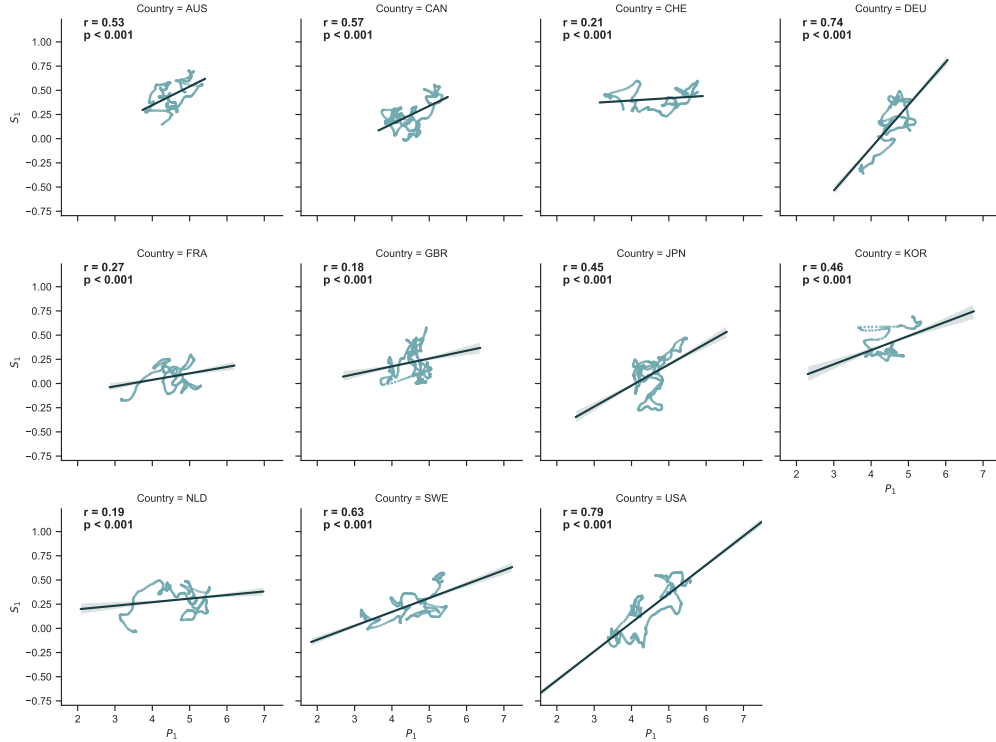 Country = AUS
Country = CAN
Country = CHE
Country = DEU
r = 0.53
p < 0.001
r = 0.57
p < 0.001
r = 0.21
p < 0.001
r = 0.74
p < 0.001
1.00
0.75
0.50
0.25
0.00
−0.25
−0.50
−0.75
S1
Country = FRA
Country = GBR
Country = JPN
Country = KOR
r = 0.27
p < 0.001
r = 0.18
p < 0.001
r = 0.45
p < 0.001
r = 0.46
p < 0.001
1.00
0.75
0.50
0.25
0.00
−0.25
−0.50
−0.75
S1
2 3 4 5 6 7
P1
Country = NLD
Country = SWE
Country = USA
r = 0.19
p < 0.001
r = 0.63
p < 0.001
r = 0.79
p < 0.001
1.00
0.75
0.50
0.25
0.00
−0.25
−0.50
−0.75
S1
2 3 4 5 6 7
P1
2 3 4 5 6 7
P1
2 3 4 5 6 7
P1